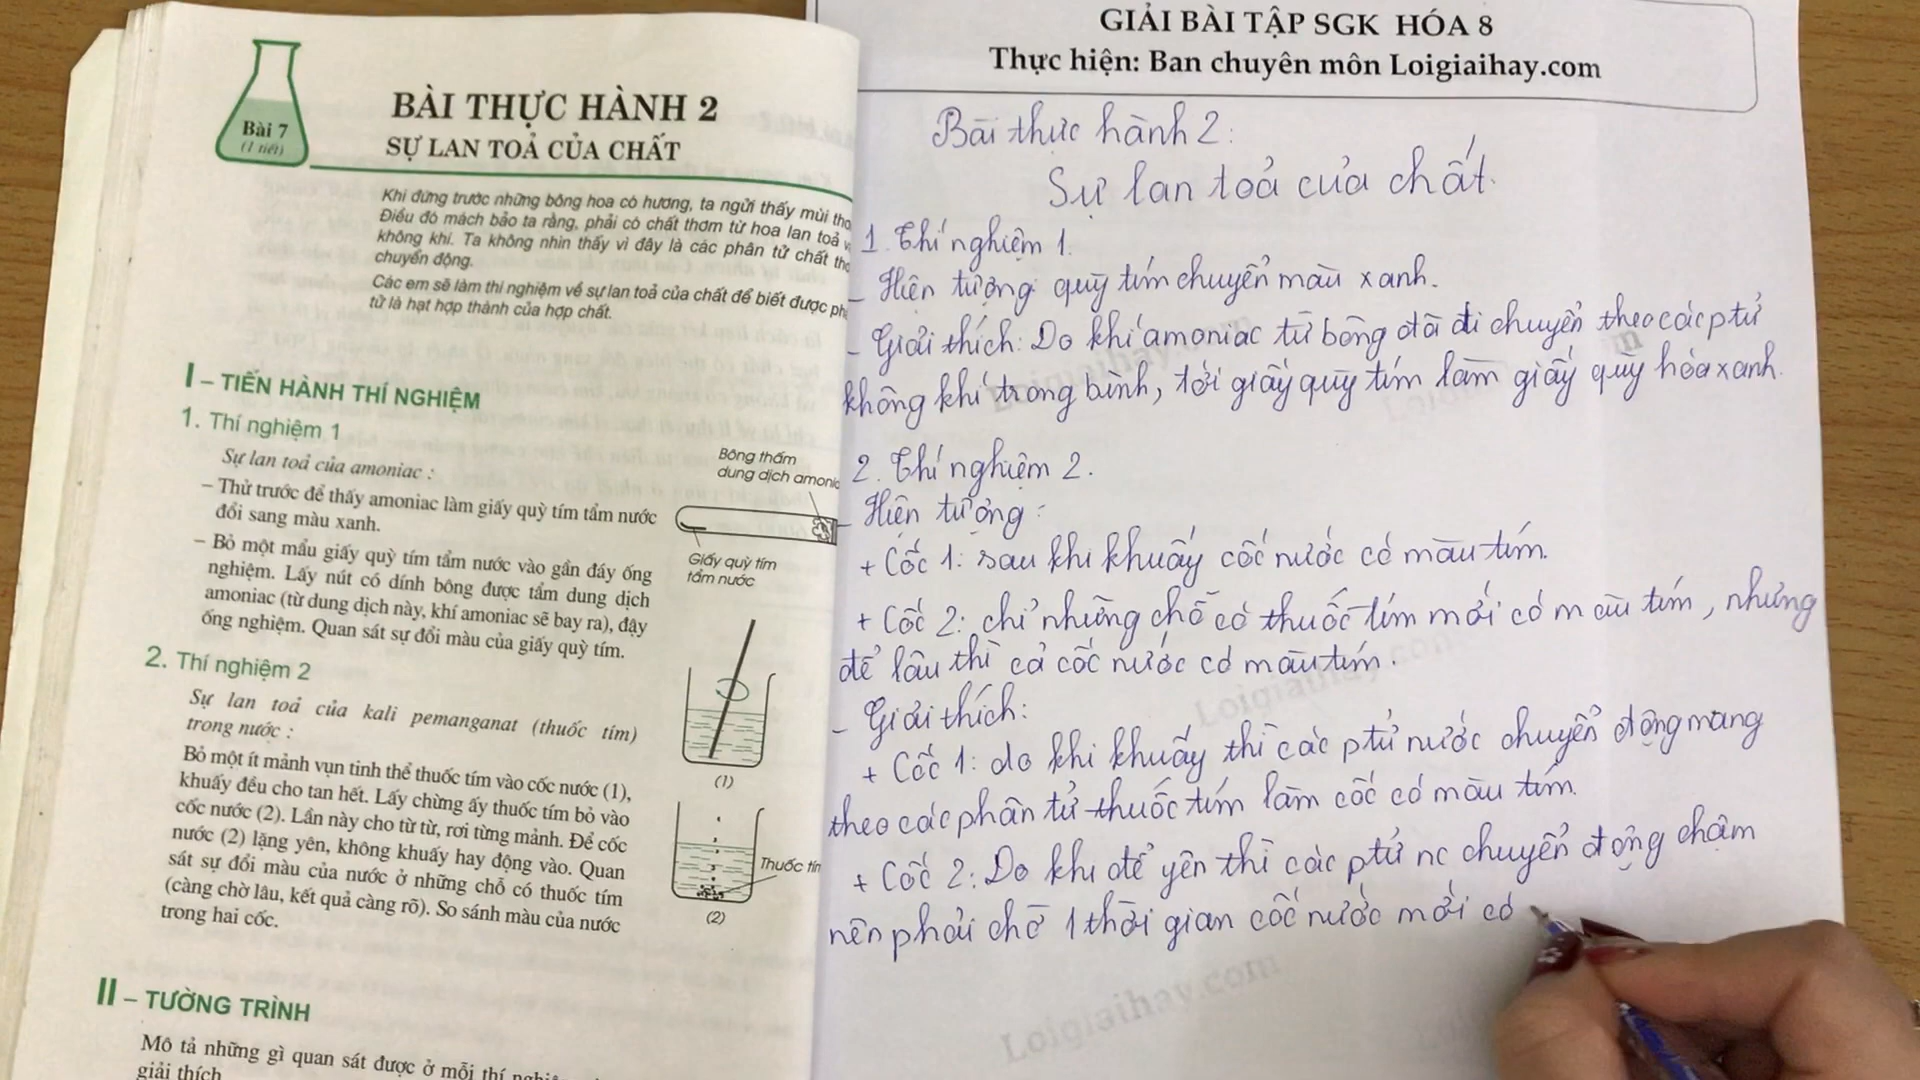 Bài 7
(1 tiết)
BÀI THỰC HÀNH 2
SỰ LAN TOẢ CỦA CHẤT
Khi đứng trước những bông hoa có hương, ta ngửi thấy mùi
Điều đó mách bảo ta rằng, phải có chất thơm từ hoa lan toả
không khí. Ta không nhìn thấy vì đây là các phân tử chất
chuyển động.
Các em sẽ làm thí nghiệm về sự lan toả của chất để biết được
tử là hạt hợp thành của hợp chất.
I – TIẾN HÀNH THÍ NGHIỆM
1. Thí nghiệm 1
Sự lan toả của amoniac :
– Thử trước để thấy amoniac làm giấy quỳ tím tẩm nước
đổi sang màu xanh.
– Bỏ một mẩu giấy quỳ tím tẩm nước vào gần đáy ống
nghiệm. Lấy nút có dính bông được tẩm dung dịch
amoniac (từ dung dịch này, khí amoniac sẽ bay ra), đậy
ống nghiệm. Quan sát sự đổi màu của giấy quỳ tím.
Bông thấm
dung dịch
Giấy quỳ tím
tẩm nước
2. Thí nghiệm 2
Sự lan toả của kali pemanganat (thuốc tím)
trong nước :
Bỏ một ít mảnh vụn tinh thể thuốc tím vào cốc nước (1),
khuấy đều cho tan hết. Lấy chừng ấy thuốc tím bỏ vào
cốc nước (2). Lần này cho từ từ, rơi từng mảnh. Để cốc
nước (2) lặng yên, không khuấy hay động vào. Quan
sát sự đổi màu của nước ở những chỗ có thuốc tím
(càng chờ lâu, kết quả càng rõ). So sánh màu của nước
trong hai cốc.
(1)
Thuốc
(2)
II – TƯỜNG TRÌNH
Mô tả những gì quan sát được ở mỗi thí
giải thích
GIẢI BÀI TẬP SGK HÓA 8
Thực hiện: Ban chuyên môn Loigiaihay.com
Bài thực hành 2:
Sự lan toả của chất.
1. Thí nghiệm 1.
- Hiện tượng: quỳ tím chuyển màu xanh.
- Giải thích: Do khí amoniac từ bông đã di chuyển theo các ptử
không khí trong bình, tới giấy quỳ tím làm giấy quỳ hóa xanh.
2. Thí nghiệm 2.
- Hiện tượng:
+ Cốc 1: sau khi khuấy cốc nước có màu tím.
+ Cốc 2: chỉ những chỗ có thuốc tím mới có màu tím, nhưng
để lâu thì cả cốc nước có màu tím.
- Giải thích:
+ Cốc 1: do khi khuấy thì các ptử nước chuyển động mang
theo các phân tử thuốc tím làm cốc có màu tím.
+ Cốc 2: Do khi để yên thì các ptử nc chuyển động chậm
nên phải chờ 1 thời gian cốc nước mới có
Loigiaihay.com
Loigiaihay.com
Loigiaihay.com